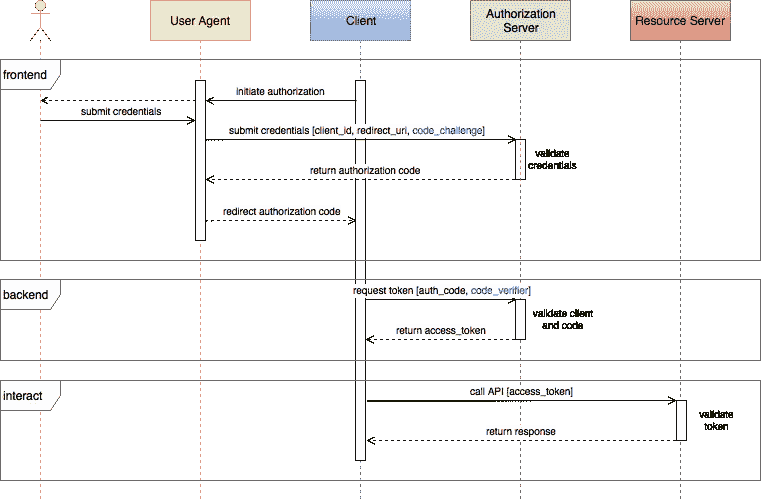 User Agent
Client
Authorization
Server
Resource Server
frontend
initiate authorization
submit credentials
submit credentials [client_id, redirect_uri, code_challenge]
validate
credentials
return authorization code
redirect authorization code
backend
request token [auth_code, code_verifier]
validate client
and code
return access_token
interact
call API [access_token]
validate
token
return response